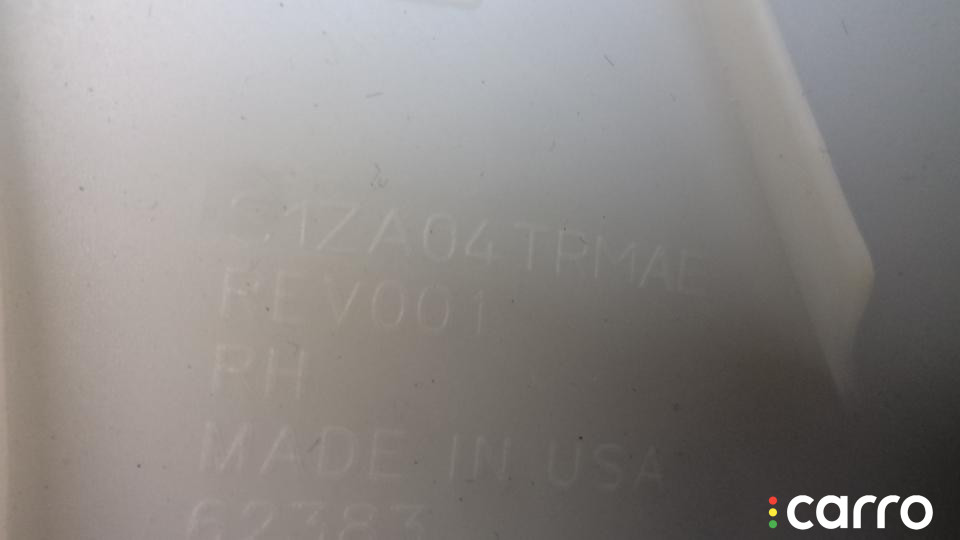 C1ZA04TRMAE
REV001
RH
MADE IN USA
62383
carro